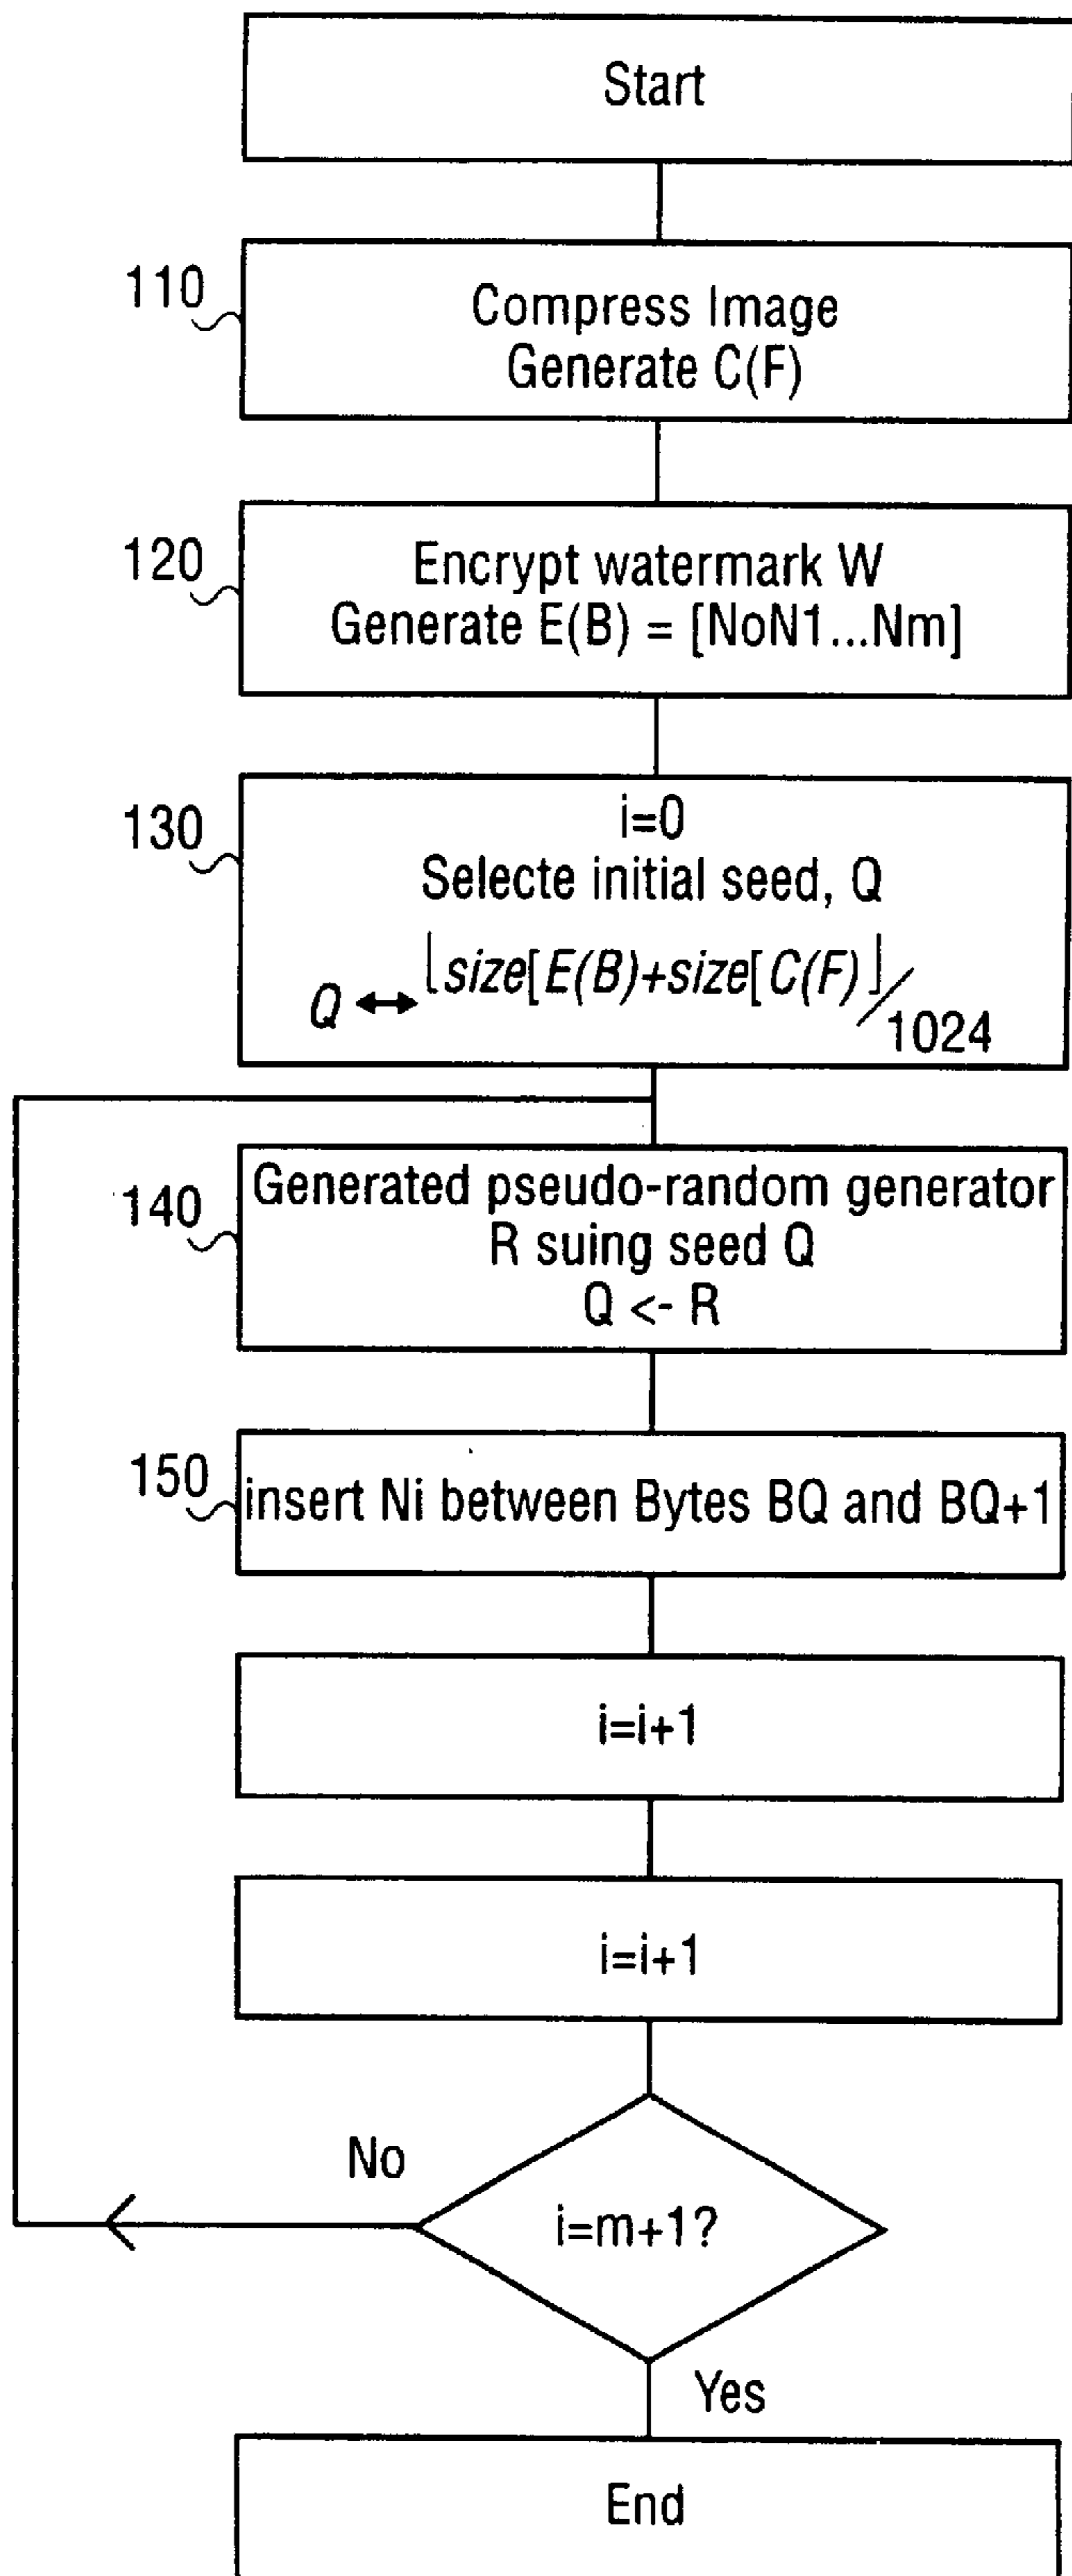 Start
110
Compress Image
Generate C(F)
120
Encrypt watermark W
Generate E(B) = [NoN1...Nm]
130
i=0
Selecte initial seed, Q
Q ↔ ⌊size[E(B)+size[C(F)⌋/1024
140
Generated pseudo-random generator
R suing seed Q
Q <- R
150
insert Ni between Bytes BQ and BQ+1
i=i+1
i=i+1
No
i=m+1?
Yes
End